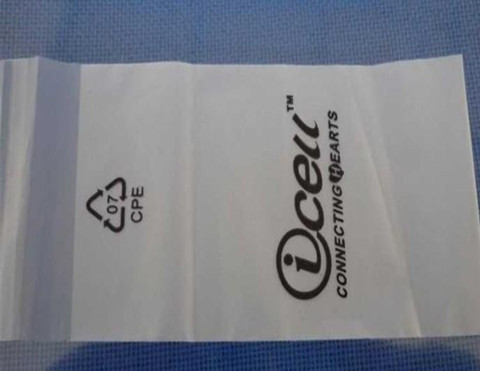 icell™
CONNECTING HEARTS
07
CPE